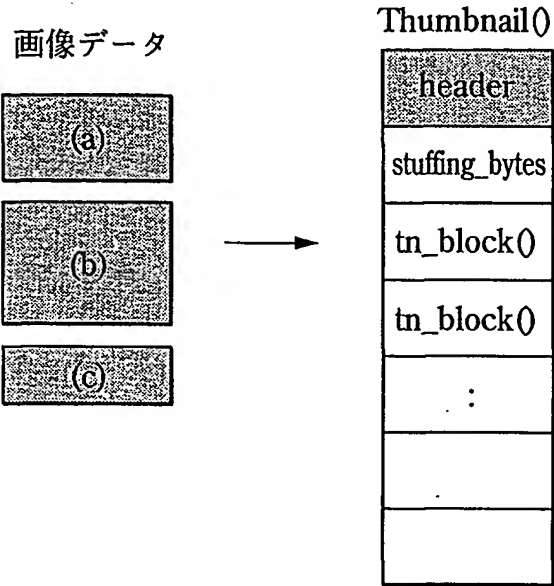 画像データ
(a)
(b)
(c)
Thumbnail()
header
stuffing_bytes
tn_block()
tn_block()
: